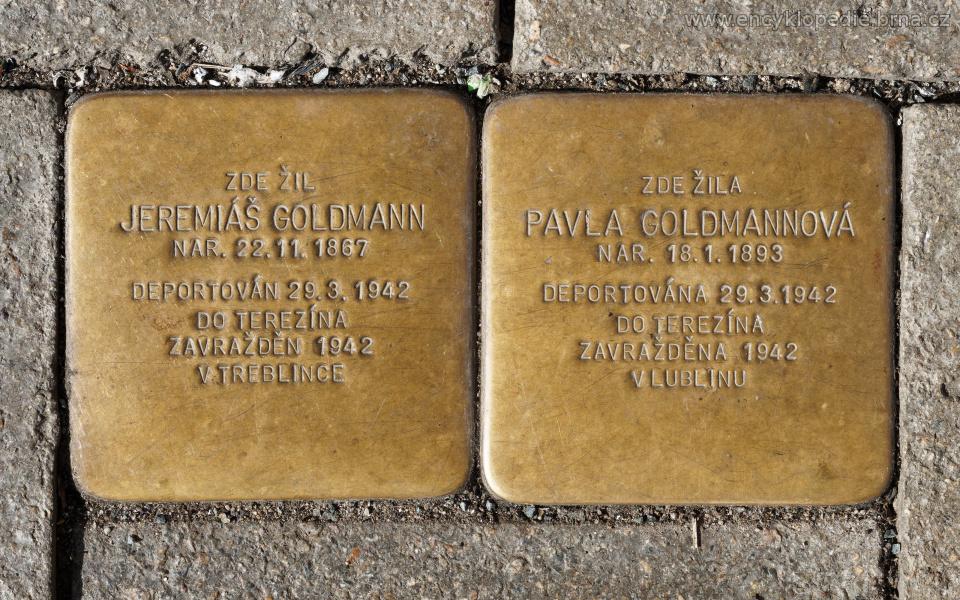 www.encyklopedie.brna.cz
ZDE ŽIL
JEREMIÁŠ GOLDMANN
NAR. 22.11.1867
DEPORTOVÁN 29.3.1942
DO TEREZÍNA
ZAVRAŽDĚN 1942
V TREBLINCE
ZDE ŽILA
PAVLA GOLDMANNOVÁ
NAR. 18.1.1893
DEPORTOVÁNA 29.3.1942
DO TEREZÍNA
ZAVRAŽDĚNA 1942
V LUBLINU